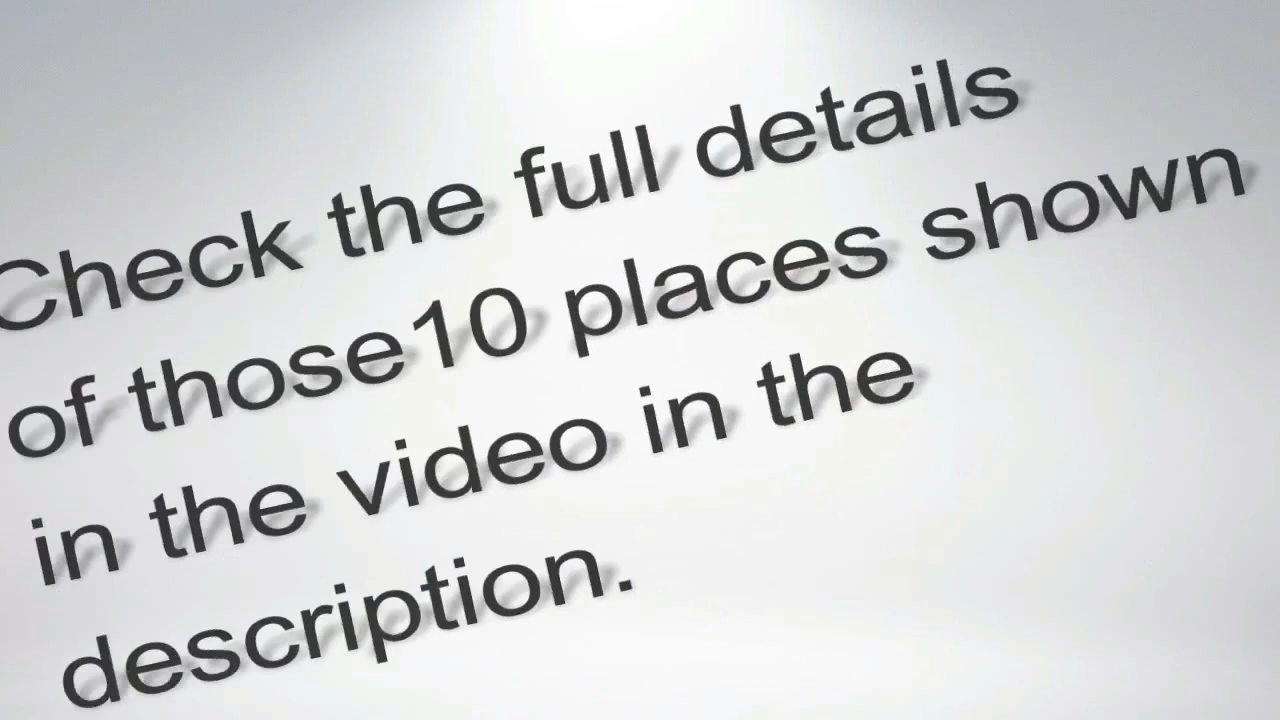 Check the full details
of those10 places shown
in the video in the
description.